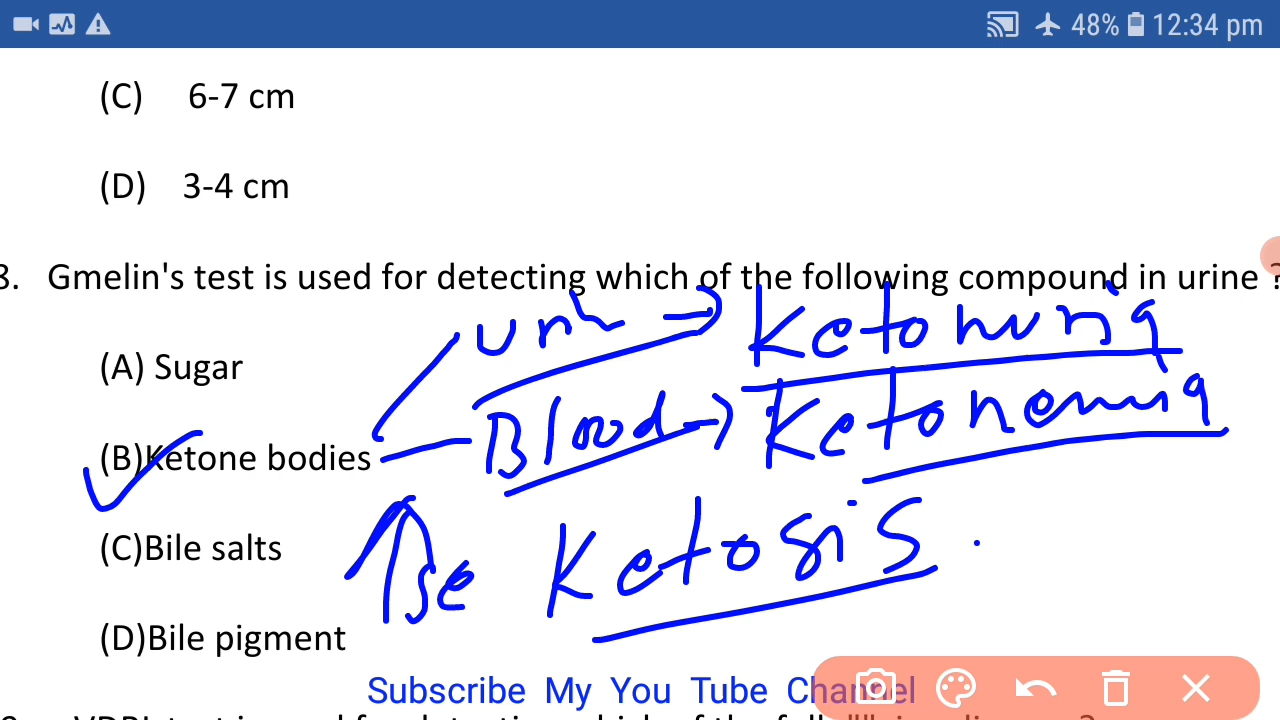 48% 12:34 pm
(C) 6-7 cm
(D) 3-4 cm
3. Gmelin's test is used for detecting which of the following compound in urine ?
Ketonuria
(A) Sugar
Blood → Ketonemia
(B)Ketone bodies
(C)Bile salts
↑se Ketosis
(D)Bile pigment
Subscribe My You Tube Channel